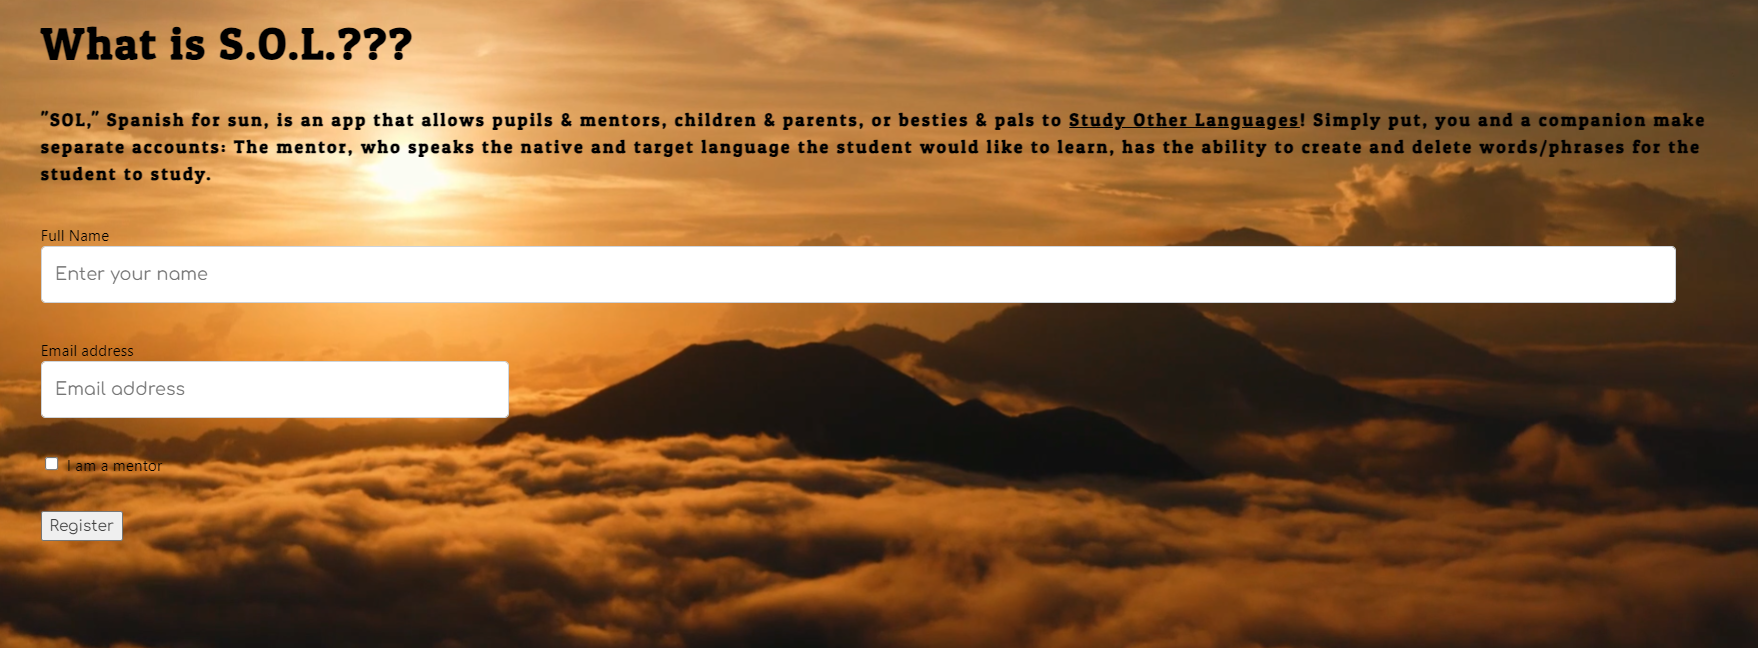 What is S.O.L.???
"SOL," Spanish for sun, is an app that allows pupils & mentors, children & parents, or besties & pals to Study Other Languages! Simply put, you and a companion make
separate accounts: The mentor, who speaks the native and target language the student would like to learn, has the ability to create and delete words/phrases for the
student to study.
Full Name
Enter your name
Email address
Email address
I am a mentor
Register